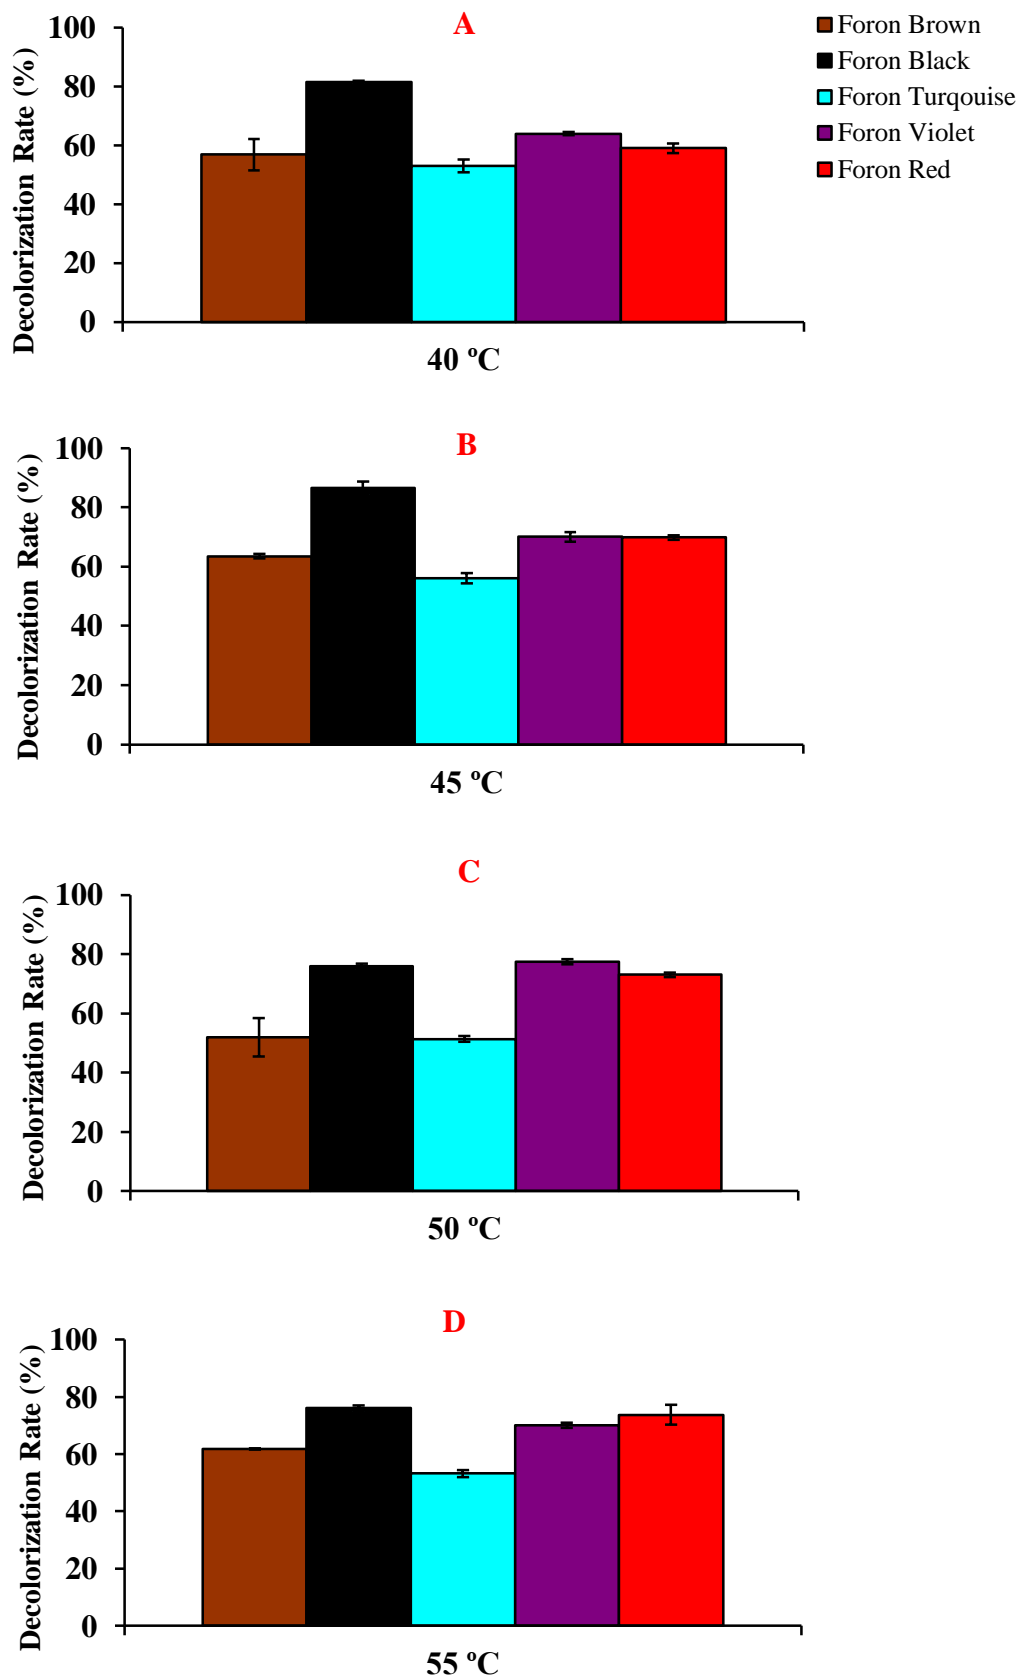 A
Foron Brown
Foron Black
Foron Turqouise
Foron Violet
Foron Red
Decolorization Rate (%)
100
80
60
40
20
0
40 ºC
B
Decolorization Rate (%)
100
80
60
40
20
0
45 ºC
C
Decolorization Rate (%)
100
80
60
40
20
0
50 ºC
D
Decolorization Rate (%)
100
80
60
40
20
0
55 ºC